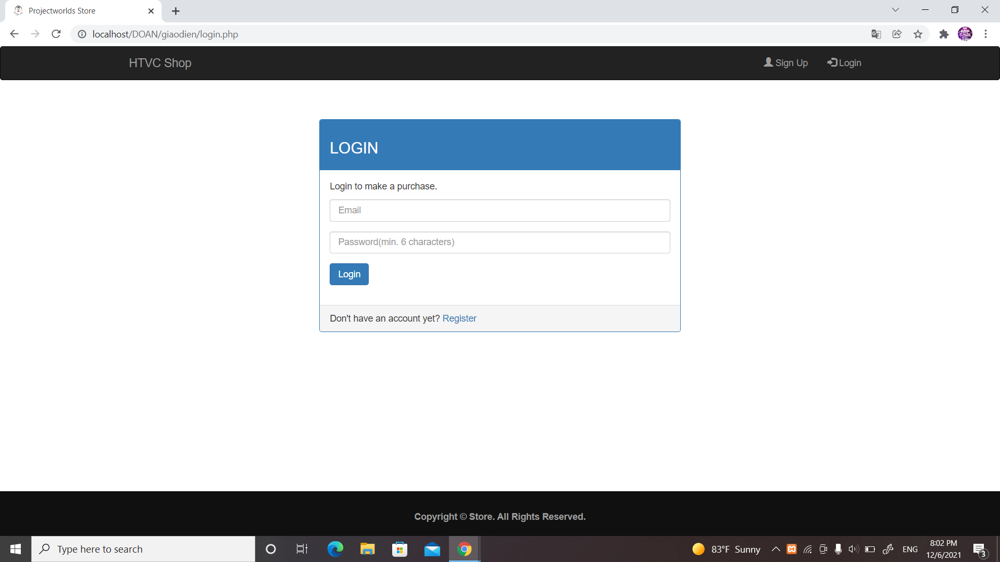 Projectworlds Store
localhost/DOAN/giaodien/login.php
HTVC Shop
Sign Up
Login
LOGIN
Login to make a purchase.
Email
Password(min. 6 characters)
Login
Don't have an account yet? Register
Copyright © Store. All Rights Reserved.
Type here to search
83°F Sunny
ENG
8:02 PM
12/6/2021
3